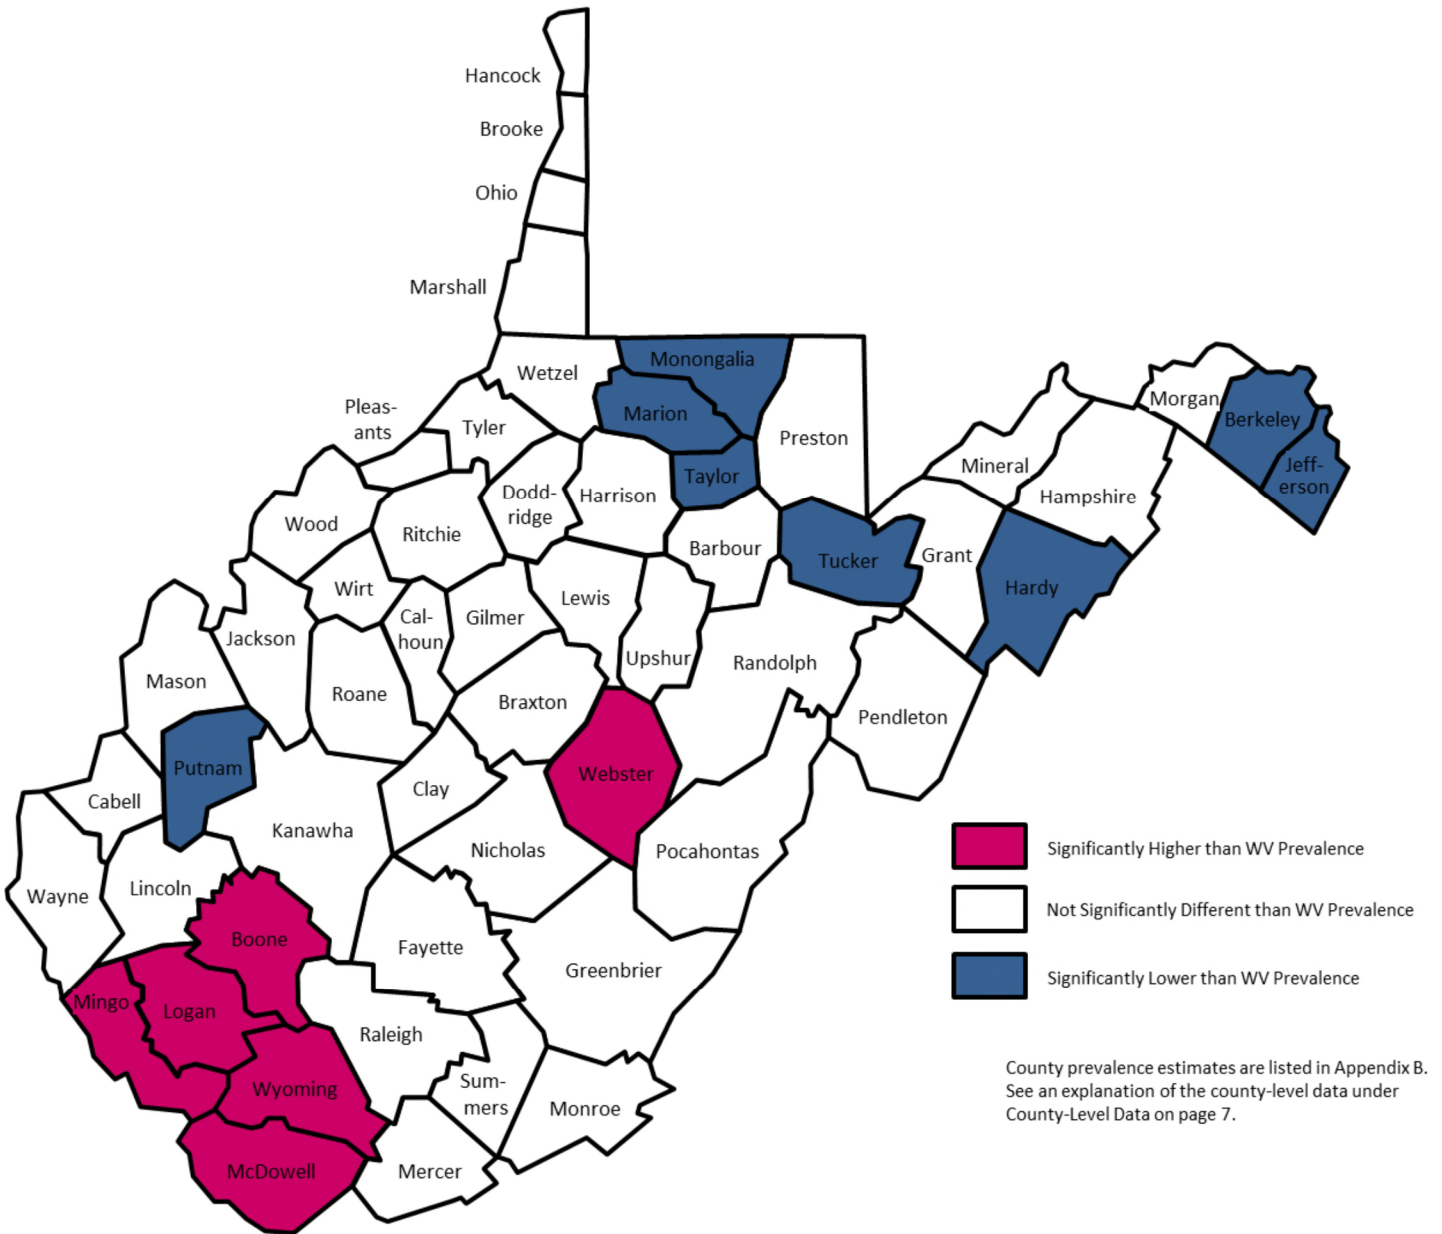 Hancock
Brooke
Ohio
Marshall
Wetzel
Monongalia
Marion
Preston
Taylor
Pleas-
ants
Tyler
Dodd-
ridge
Harrison
Wood
Ritchie
Barbour
Tucker
Grant
Mineral
Hampshire
Morgan
Berkeley
Jeff-
erson
Hardy
Wirt
Cal-
houn
Gilmer
Lewis
Upshur
Randolph
Jackson
Mason
Roane
Braxton
Pendleton
Putnam
Webster
Cabell
Clay
Kanawha
Nicholas
Pocahontas
Wayne
Lincoln
Boone
Fayette
Greenbrier
Mingo
Logan
Raleigh
Wyoming
Sum-
mers
Monroe
McDowell
Mercer
Significantly Higher than WV Prevalence
Not Significantly Different than WV Prevalence
Significantly Lower than WV Prevalence
County prevalence estimates are listed in Appendix B.
See an explanation of the county-level data under
County-Level Data on page 7.